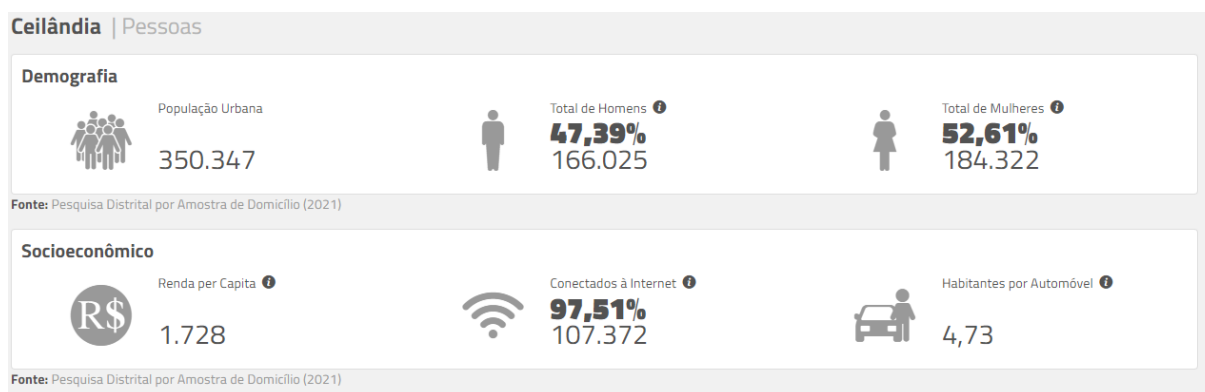 Ceilândia | Pessoas
Demografia
População Urbana
350.347
Total de Homens i
47,39%
166.025
Total de Mulheres i
52,61%
184.322
Fonte: Pesquisa Distrital por Amostra de Domicílio (2021)
Socioeconômico
R$
Renda per Capita i
1.728
Conectados à Internet i
97,51%
107.372
Habitantes por Automóvel i
4,73
Fonte: Pesquisa Distrital por Amostra de Domicílio (2021)